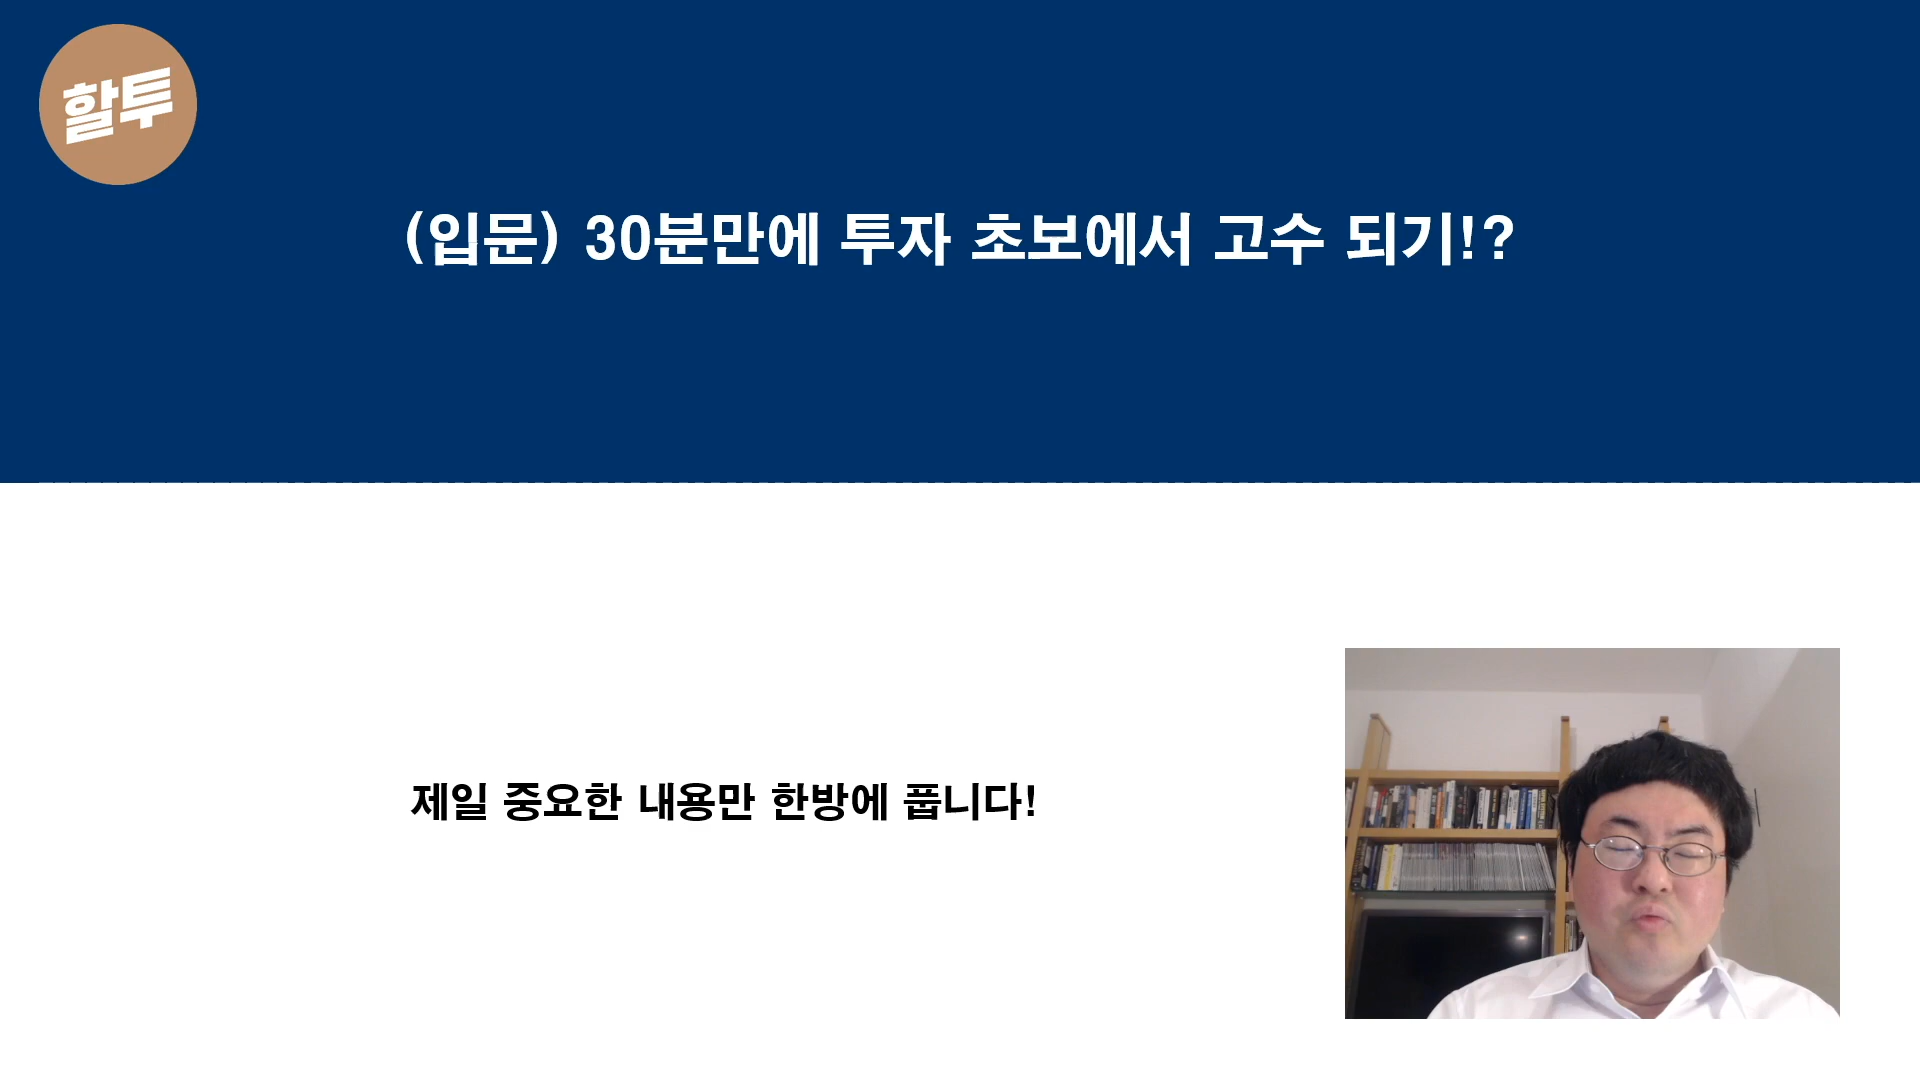 할투
(입문) 30분만에 투자 초보에서 고수 되기!?
제일 중요한 내용만 한방에 풉니다!